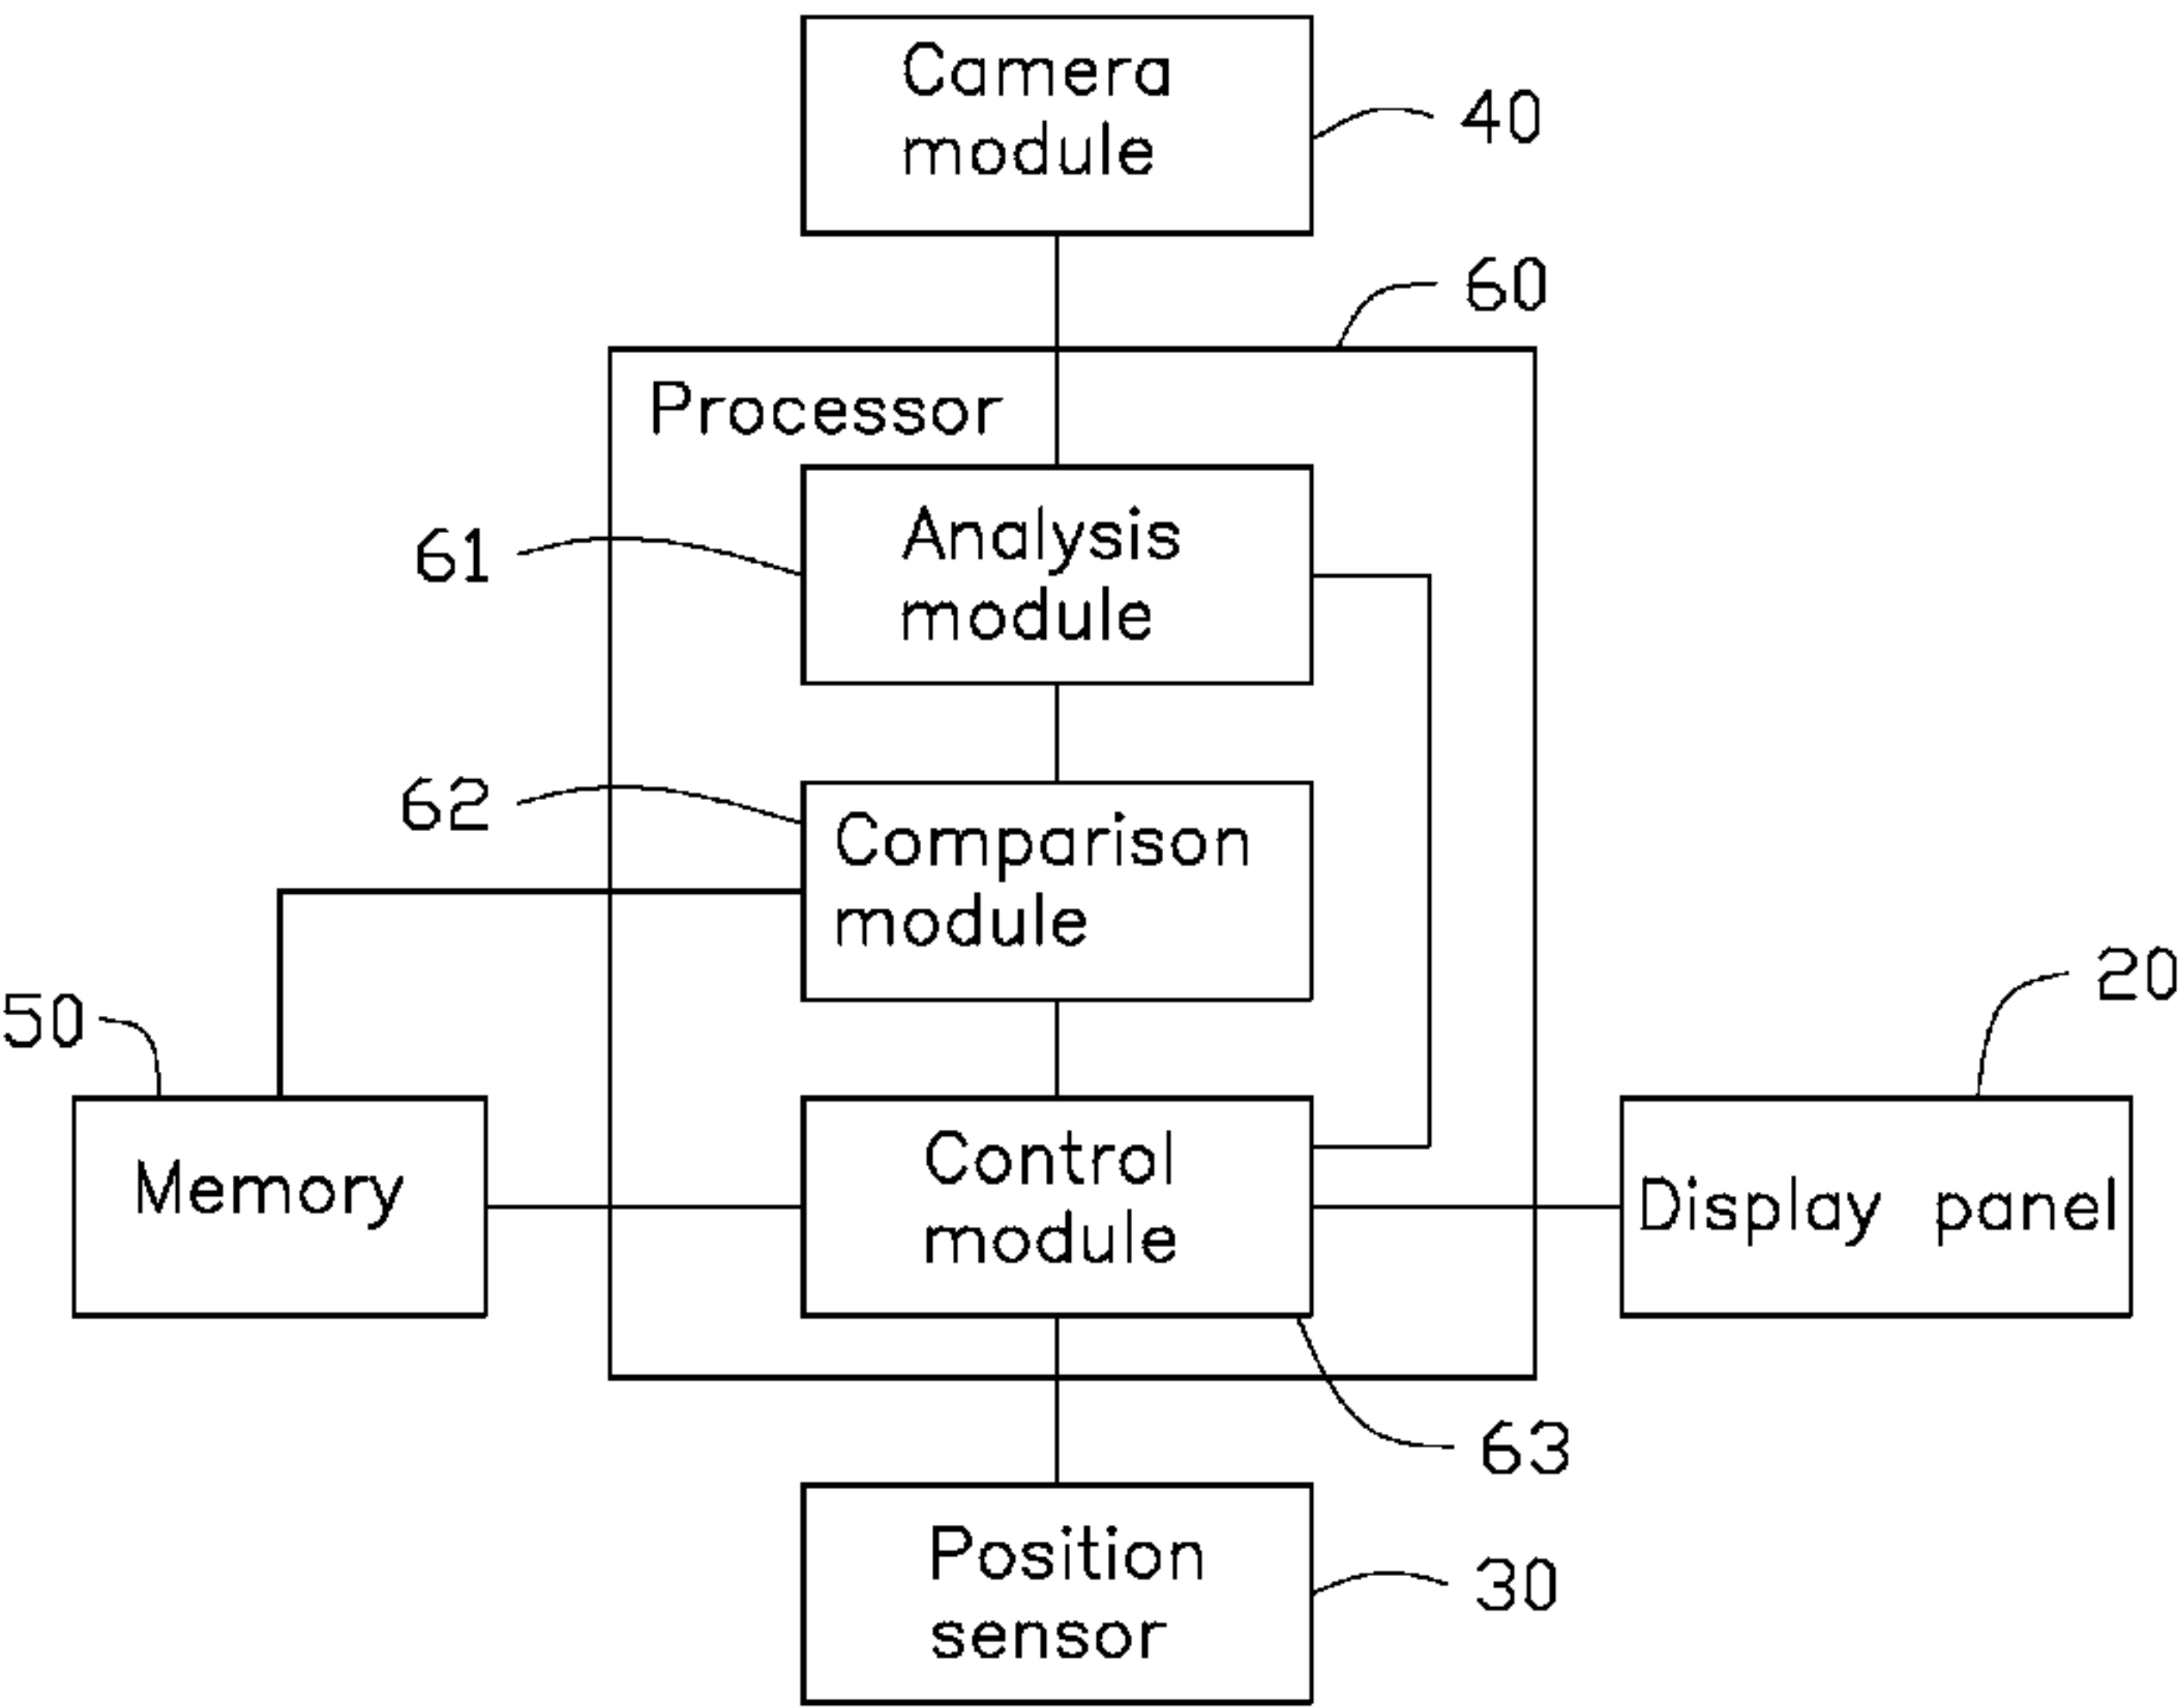 Camera
module
40
60
Processor
61
Analysis
module
62
Comparison
module
50
20
Memory
Control
module
Display panel
63
Position
sensor
30